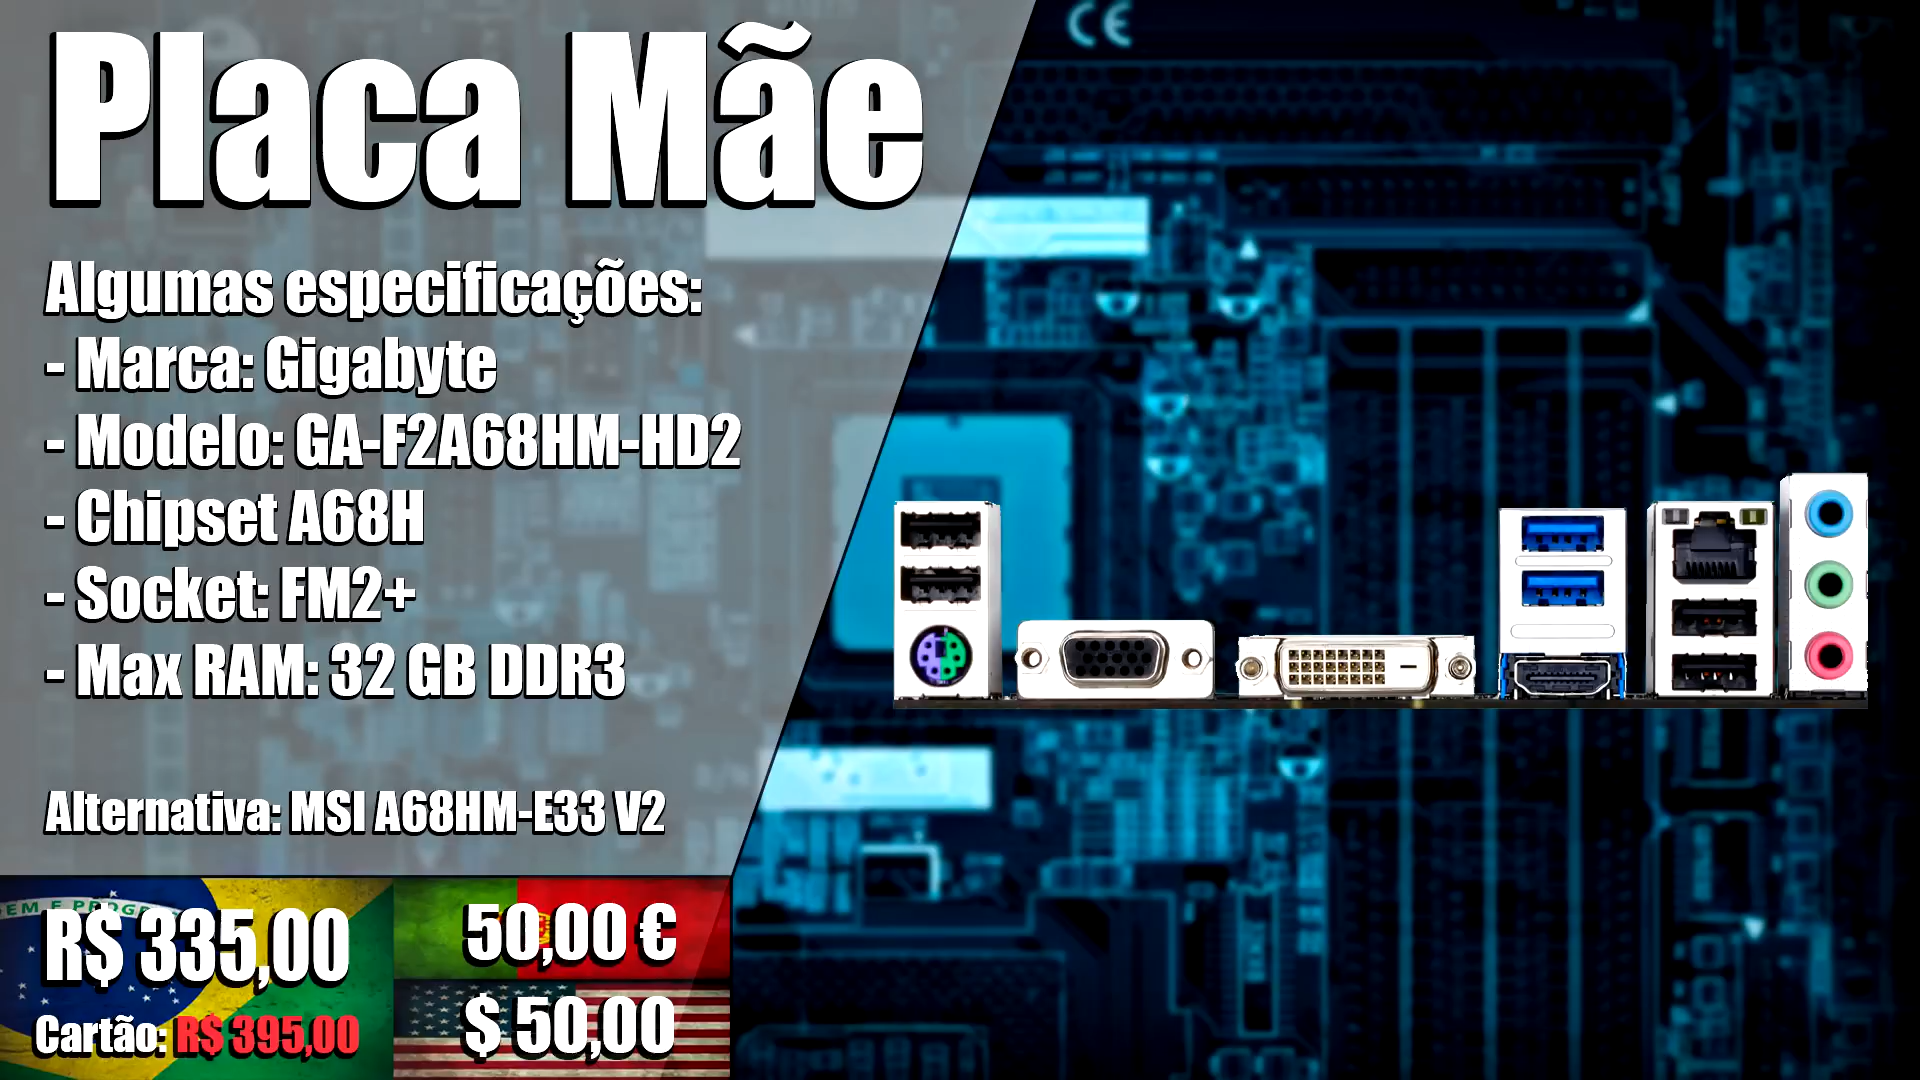 CE
Placa Mãe
Algumas especificações:
- Marca: Gigabyte
- Modelo: GA-F2A68HM-HD2
- Chipset A68H
- Socket: FM2+
- Max RAM: 32 GB DDR3
Alternativa: MSI A68HM-E33 V2
R$ 335,00
Cartão: R$ 395,00
50,00 €
$ 50,00